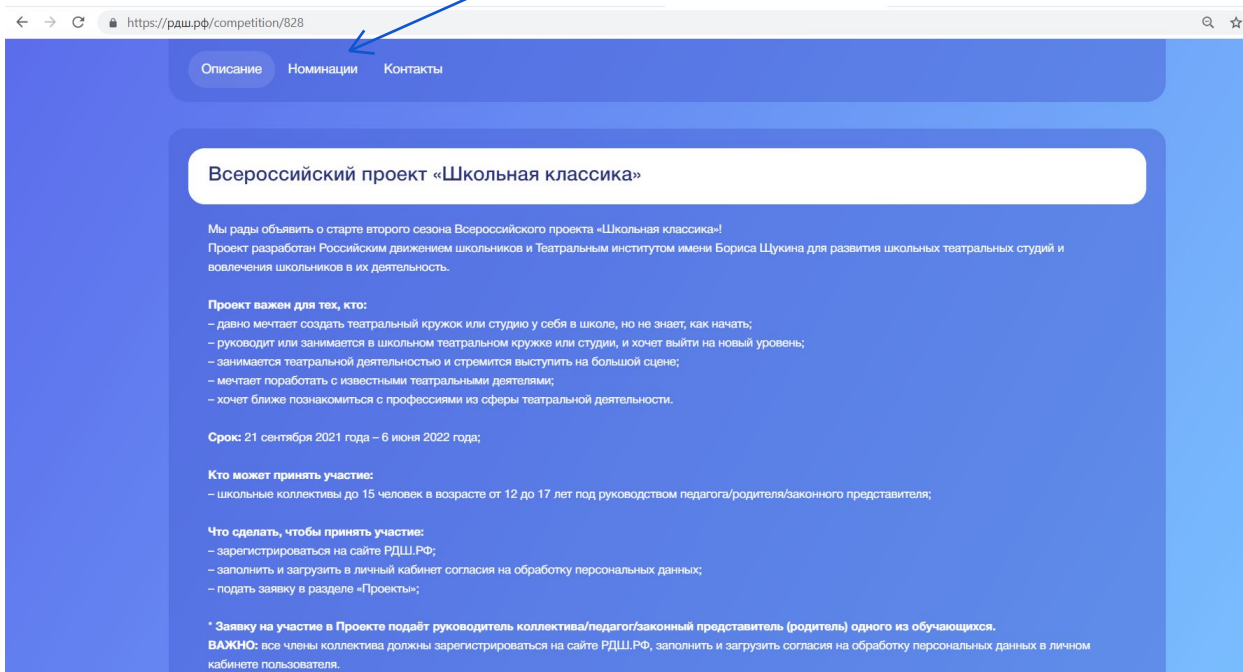 https://рдш.рф/competition/828
Описание Номинации Контакты
Всероссийский проект «Школьная классика»
Мы рады объявить о старте второго сезона Всероссийского проекта «Школьная классика»!
Проект разработан Российским движением школьников и Театральным институтом имени Бориса Щукина для развития школьных театральных студий и
вовлечения школьников в их деятельность.
Проект важен для тех, кто:
– давно мечтает создать театральный кружок или студию у себя в школе, но не знает, как начать;
– руководит или занимается в школьном театральном кружке или студии, и хочет выйти на новый уровень;
– занимается театральной деятельностью и стремится выступить на большой сцене;
– мечтает поработать с известными театральными деятелями;
– хочет ближе познакомиться с профессиями из сферы театральной деятельности.
Срок: 21 сентября 2021 года – 6 июня 2022 года;
Кто может принять участие:
– школьные коллективы до 15 человек в возрасте от 12 до 17 лет под руководством педагога/родителя/законного представителя;
Что сделать, чтобы принять участие:
– зарегистрироваться на сайте РДШ.РФ;
– заполнить и загрузить в личный кабинет согласия на обработку персональных данных;
– подать заявку в разделе «Проекты»;
* Заявку на участие в Проекте подаёт руководитель коллектива/педагог/законный представитель (родитель) одного из обучающихся.
ВАЖНО: все члены коллектива должны зарегистрироваться на сайте РДШ.РФ, заполнить и загрузить согласия на обработку персональных данных в личном
кабинете пользователя.